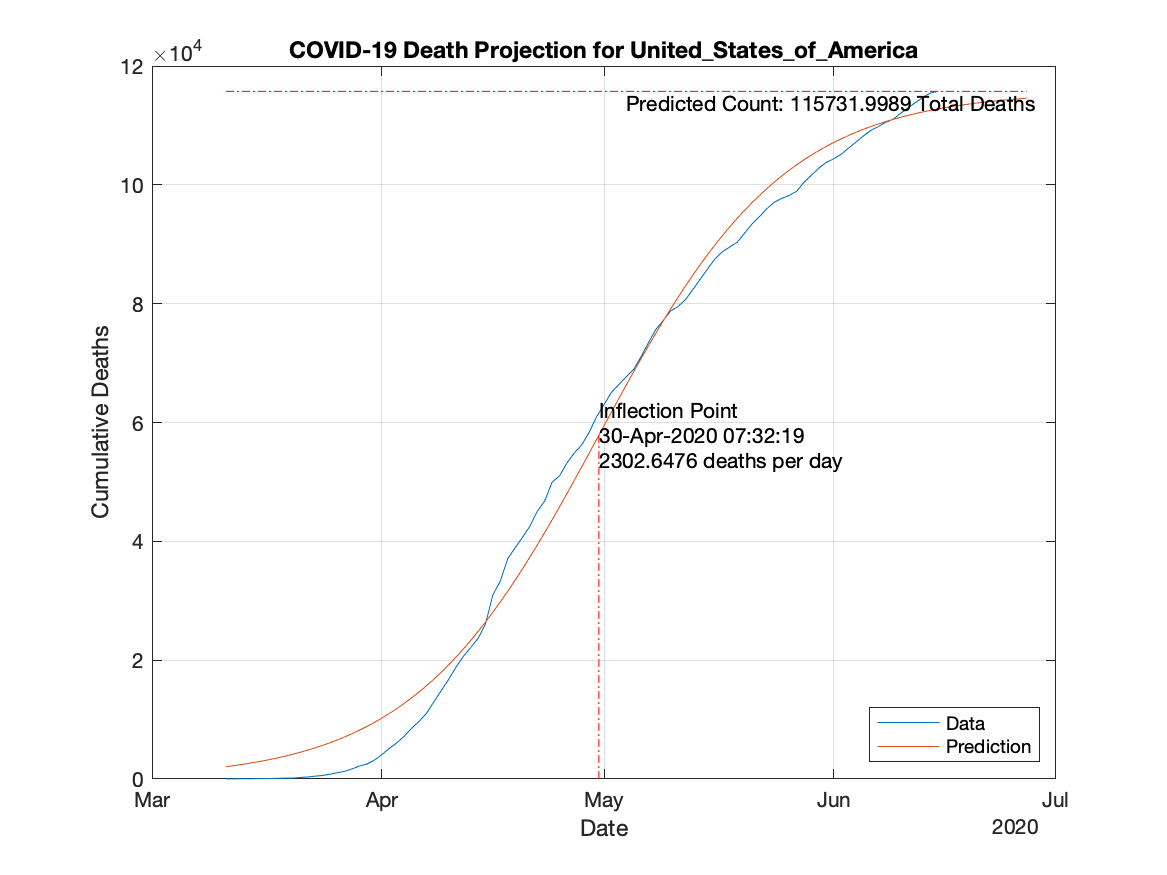 COVID-19 Death Projection for United_States_of_America
×10^4
12
10
8
6
4
2
0
Cumulative Deaths
Predicted Count: 115731.9989 Total Deaths
Inflection Point
30-Apr-2020 07:32:19
2302.6476 deaths per day
Data
Prediction
Mar Apr May Jun Jul
Date
2020